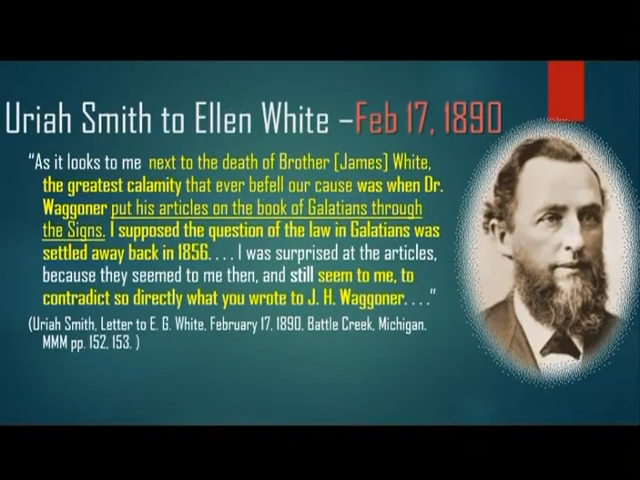 Uriah Smith to Ellen White –Feb 17, 1890
“As it looks to me next to the death of Brother [James] White,
the greatest calamity that ever befell our cause was when Dr.
Waggoner put his articles on the book of Galatians through
the Signs. I supposed the question of the law in Galatians was
settled away back in 1856. . . . I was surprised at the articles,
because they seemed to me then, and still seem to me, to
contradict so directly what you wrote to J. H. Waggoner. . . .”
(Uriah Smith, Letter to E. G. White, February 17, 1890, Battle Creek, Michigan.
MMM pp. 152, 153. )